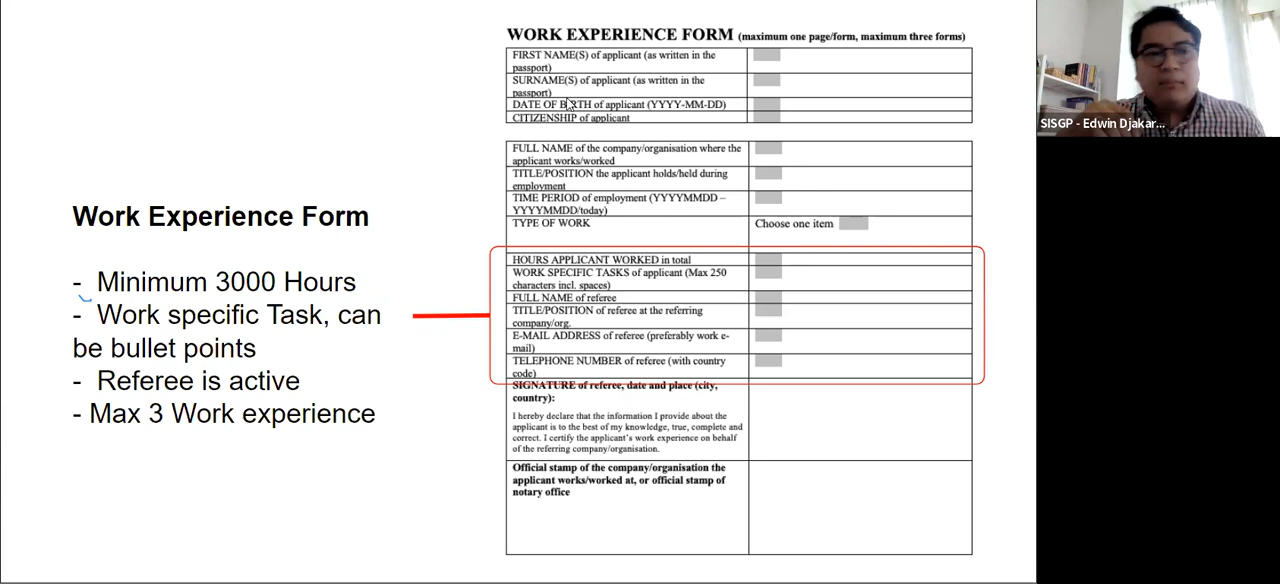 Work Experience Form
- Minimum 3000 Hours
- Work specific Task, can
be bullet points
- Referee is active
- Max 3 Work experience
WORK EXPERIENCE FORM (maximum one page/form, maximum three forms)
FIRST NAME(S) of applicant (as written in the
passport)
SURNAME(S) of applicant (as written in the
passport)
DATE OF BIRTH of applicant (YYYY-MM-DD)
CITIZENSHIP of applicant
FULL NAME of the company/organisation where the
applicant works/worked
TITLE/POSITION the applicant holds/held during
employment
TIME PERIOD of employment (YYYYMMDD –
YYYYMMDD/today)
TYPE OF WORK
Choose one item
HOURS APPLICANT WORKED in total
WORK SPECIFIC TASKS of applicant (Max 250
characters incl. spaces)
FULL NAME of referee
TITLE/POSITION of referee at the referring
company/org.
E-MAIL ADDRESS of referee (preferably work e-
mail)
TELEPHONE NUMBER of referee (with country
code)
SIGNATURE of referee, date and place (city,
country):
I hereby declare that the information I provide about the
applicant is to the best of my knowledge, true, complete and
correct. I certify the applicant's work experience on behalf
of the referring company/organisation.
Official stamp of the company/organisation the
applicant works/worked at, or official stamp of
notary office
SISGP - Edwin Djakar...